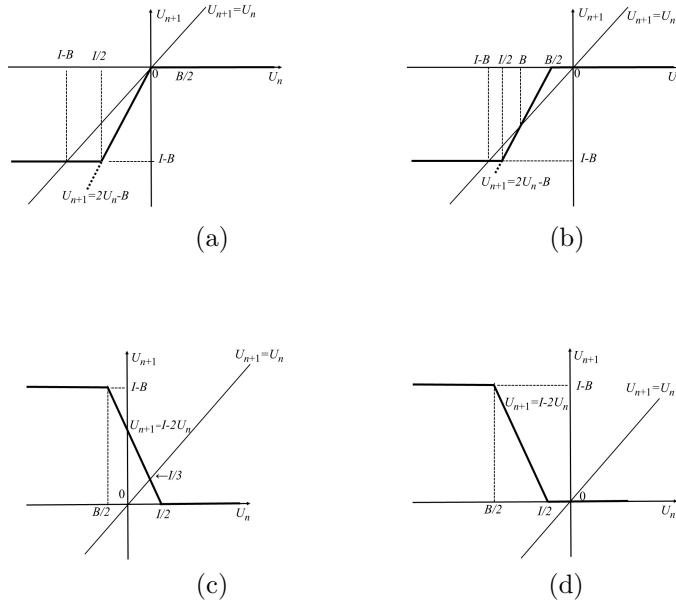 U_{n+1}
U_{n+1}=U_n
I-B
I/2
0
B/2
U_n
I-B
U_{n+1}=2U_n-B
(a)
U_{n+1}
U_{n+1}=U_n
I-B
I/2
B
B/2
0
U
I-B
U_{n+1}=2U_n-B
(b)
U_{n+1}
U_{n+1}=U_n
I-B
U_{n+1}=I-2U_n
←I/3
0
B/2
I/2
U_n
(c)
U_{n+1}
I-B
U_{n+1}=U_n
U_{n+1}=I-2U_n
0
B/2
I/2
U_n
(d)